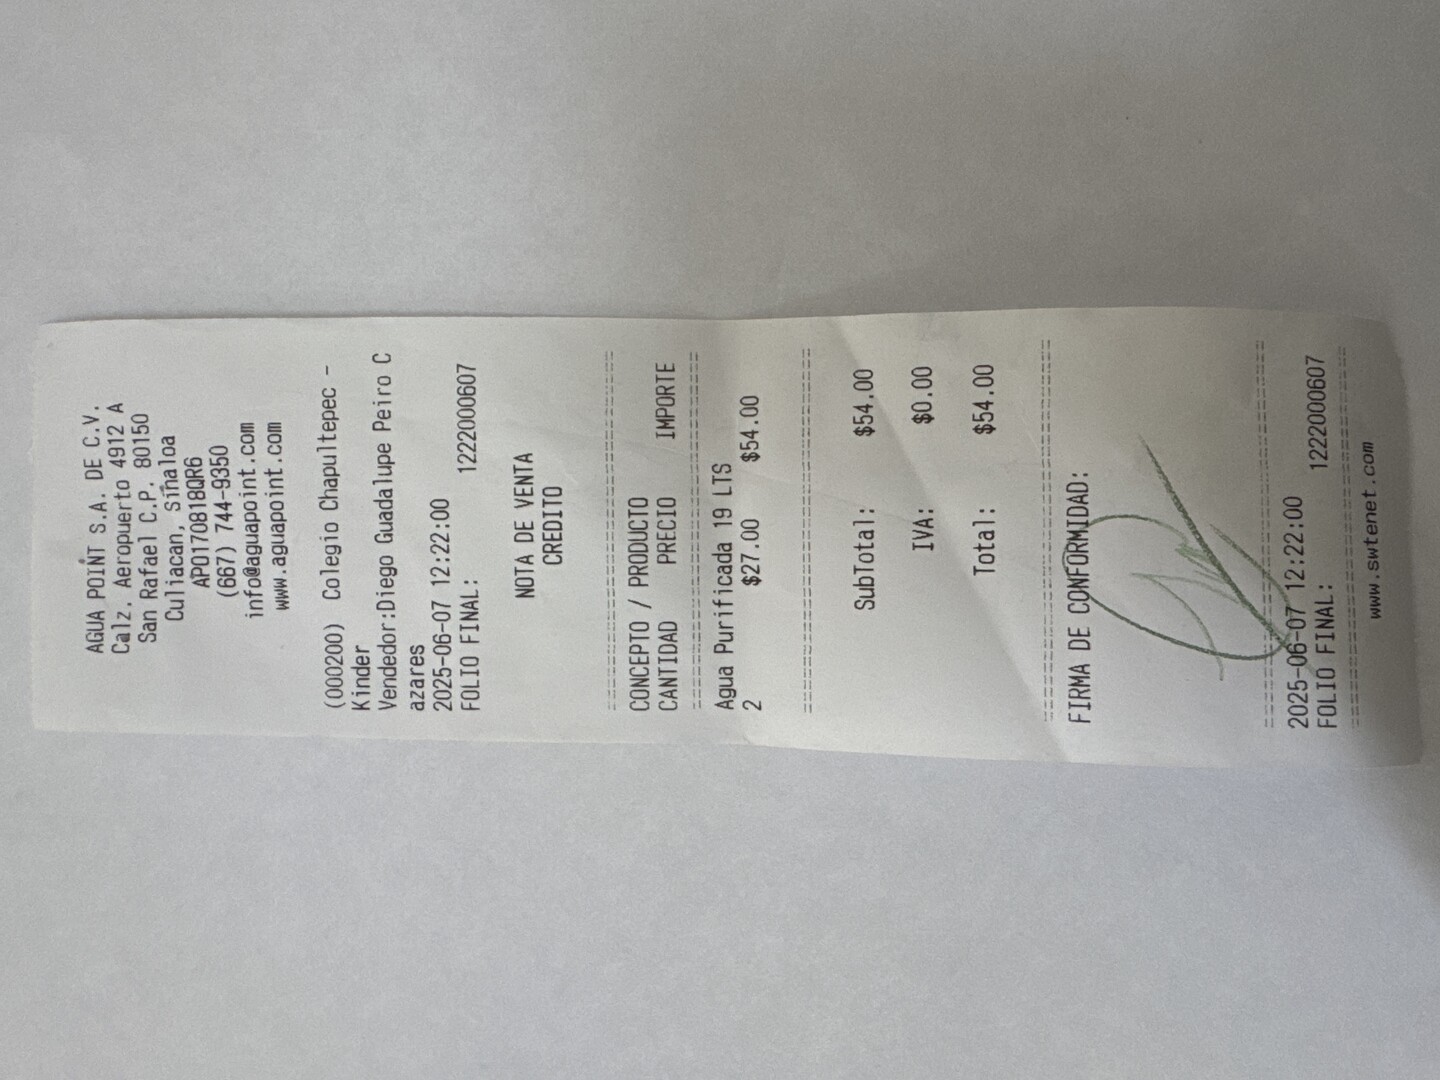 AGUA POINT S.A. DE C.V.
Calz. Aeropuerto 4912 A
San Rafael C.P. 80150
Culiacan, Sinaloa
APO170818QR6
(667) 744-9350
info@aguapoint.com
www.aguapoint.com
(000200) Colegio Chapultepec -
Kinder
Vendedor:Diego Guadalupe Peiro C
azares
2025-06-07 12:22:00
FOLIO FINAL: 1222000607
NOTA DE VENTA
CREDITO
CONCEPTO / PRODUCTO
CANTIDAD PRECIO IMPORTE
Agua Purificada 19 LTS
2 $27.00 $54.00
SubTotal: $54.00
IVA: $0.00
Total: $54.00
FIRMA DE CONFORMIDAD:
2025-06-07 12:22:00
FOLIO FINAL: 1222000607
www.swtenet.com